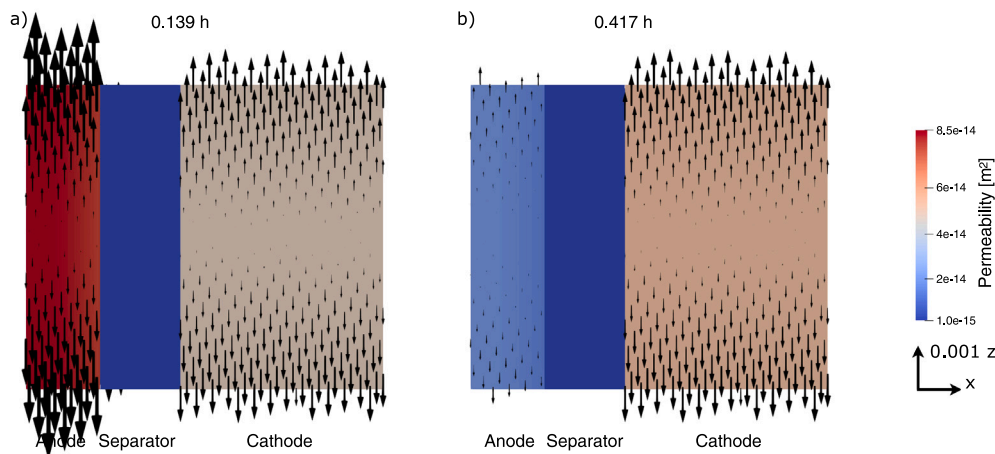 a)
0.139 h
b)
0.417 h
8.5e-14
6e-14
4e-14
2e-14
1.0e-15
Permeability [m²]
0.001 z
x
Anode
Separator
Cathode
Anode
Separator
Cathode